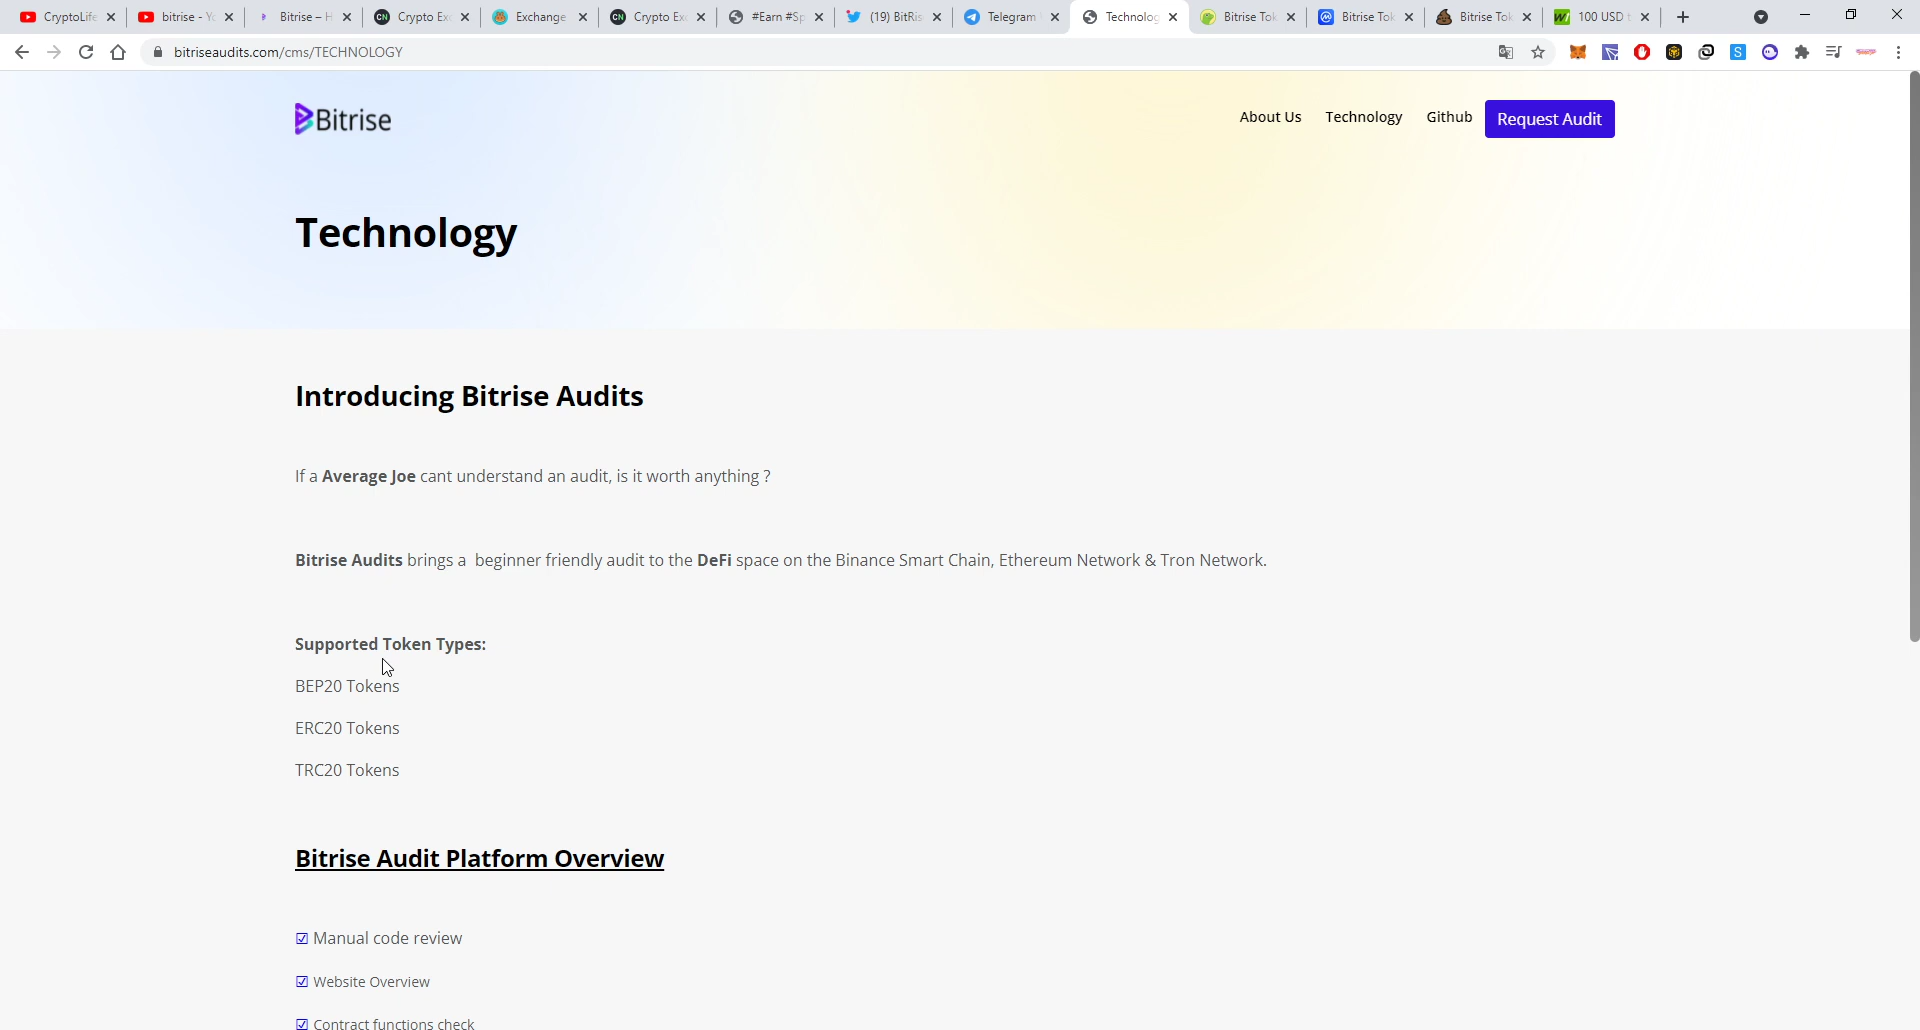 CryptoLife
bitrise - Yo
Bitrise – H
Crypto Ex
Exchange
Crypto Ex
#Earn #Sp
(19) BitRis
Telegram
Technolog
Bitrise Tok
Bitrise Tok
Bitrise Tok
100 USD t
bitriseaudits.com/cms/TECHNOLOGY
Bitrise
About Us
Technology
Github
Request Audit
Technology
Introducing Bitrise Audits
If a Average Joe cant understand an audit, is it worth anything ?
Bitrise Audits brings a beginner friendly audit to the DeFi space on the Binance Smart Chain, Ethereum Network & Tron Network.
Supported Token Types:
BEP20 Tokens
ERC20 Tokens
TRC20 Tokens
Bitrise Audit Platform Overview
☑ Manual code review
☑ Website Overview
☑ Contract functions check